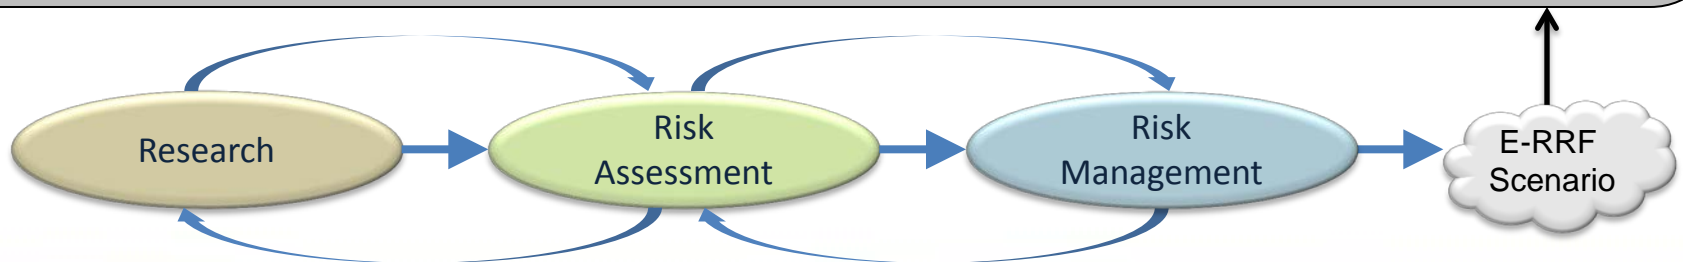 Research
Risk
Assessment
Risk
Management
E-RRF
Scenario